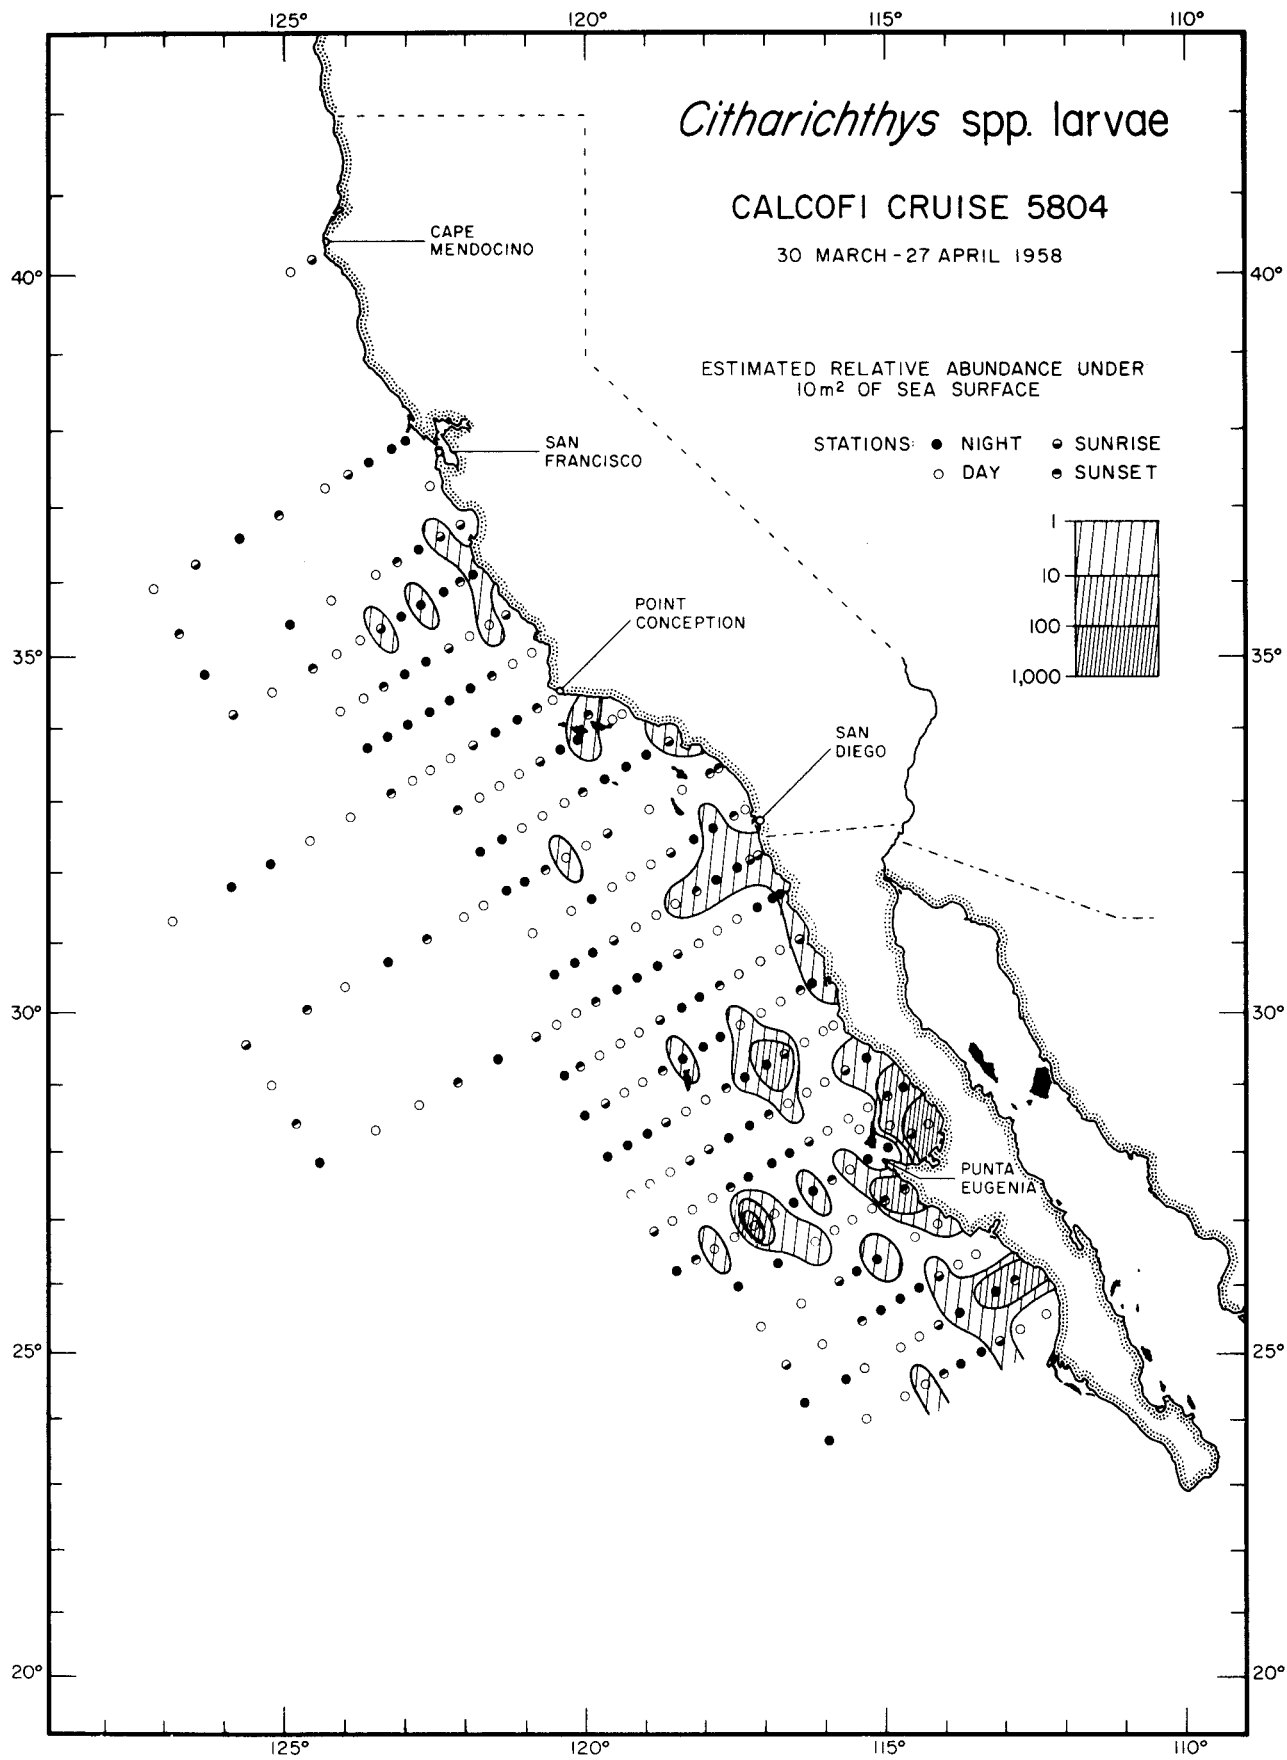 125° 120° 115° 110°
Citharichthys spp. larvae
CALCOFI CRUISE 5804
30 MARCH - 27 APRIL 1958
CAPE
MENDOCINO
40° 40°
ESTIMATED RELATIVE ABUNDANCE UNDER
10m² OF SEA SURFACE
STATIONS: NIGHT SUNRISE
DAY SUNSET
SAN
FRANCISCO
1
10
100
1,000
POINT
CONCEPTION
35° 35°
SAN
DIEGO
30° 30°
PUNTA
EUGENIA
25° 25°
20° 20°
125° 120° 115° 110°